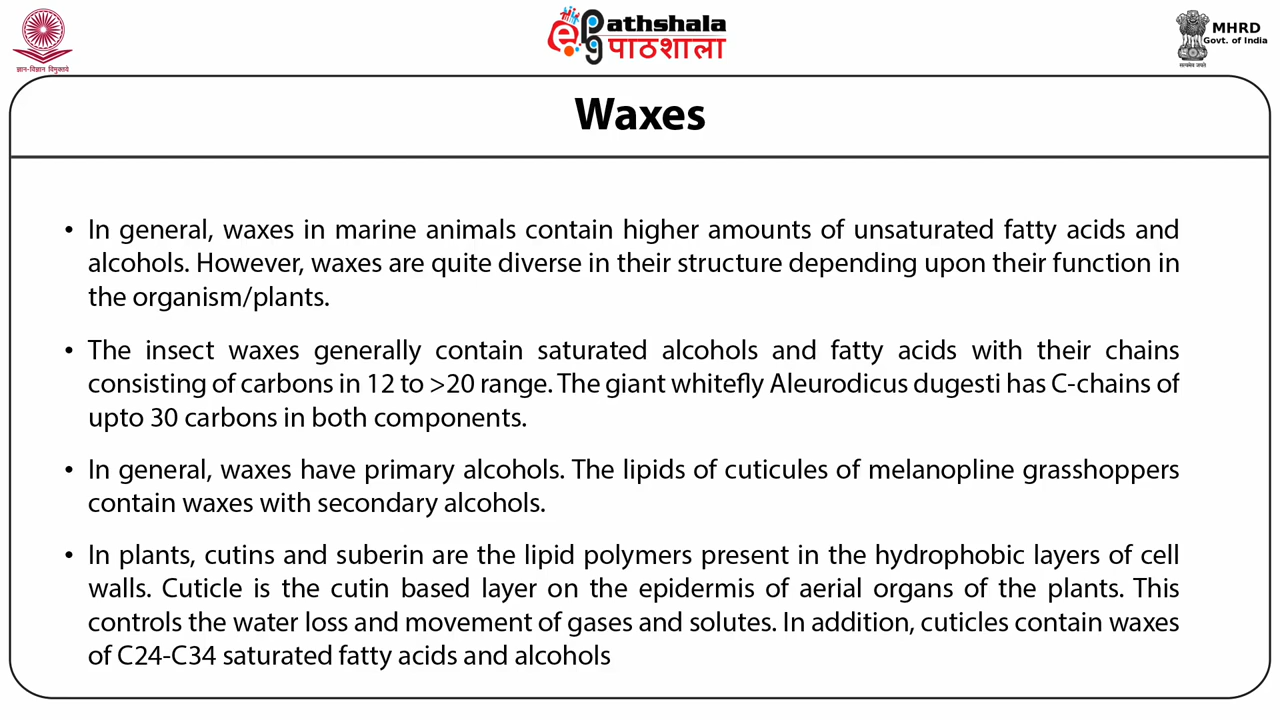 ज्ञान-विज्ञान विमुक्तये
ePathshala
पाठशाला
MHRD
Govt. of India
सत्यमेव जयते
Waxes
• In general, waxes in marine animals contain higher amounts of unsaturated fatty acids and
alcohols. However, waxes are quite diverse in their structure depending upon their function in
the organism/plants.
• The insect waxes generally contain saturated alcohols and fatty acids with their chains
consisting of carbons in 12 to >20 range. The giant whitefly Aleurodicus dugesti has C-chains of
upto 30 carbons in both components.
• In general, waxes have primary alcohols. The lipids of cuticules of melanopline grasshoppers
contain waxes with secondary alcohols.
• In plants, cutins and suberin are the lipid polymers present in the hydrophobic layers of cell
walls. Cuticle is the cutin based layer on the epidermis of aerial organs of the plants. This
controls the water loss and movement of gases and solutes. In addition, cuticles contain waxes
of C24-C34 saturated fatty acids and alcohols